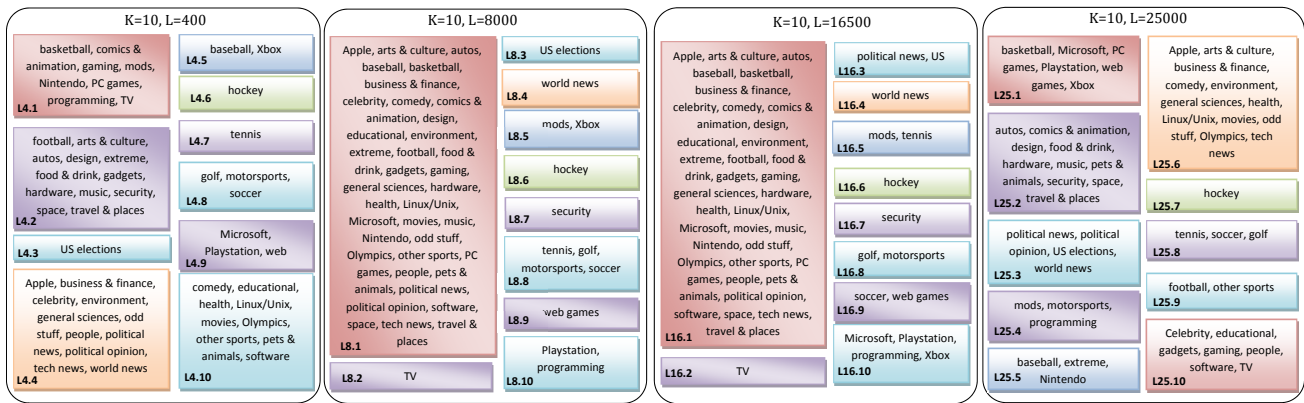 K=10, L=400
basketball, comics &
animation, gaming, mods,
Nintendo, PC games,
programming, TV
L4.1
football, arts & culture,
autos, design, extreme,
food & drink, gadgets,
hardware, music, security,
space, travel & places
L4.2
US elections
L4.3
Apple, business & finance,
celebrity, environment,
general sciences, odd
stuff, people, political
news, political opinion,
tech news, world news
L4.4
baseball, Xbox
L4.5
hockey
L4.6
tennis
L4.7
golf, motorsports,
soccer
L4.8
Microsoft,
Playstation, web
L4.9
comedy, educational,
health, Linux/Unix,
movies, Olympics,
other sports, pets &
animals, software
L4.10
K=10, L=8000
Apple, arts & culture, autos,
baseball, basketball,
business & finance,
celebrity, comedy, comics &
animation, design,
educational, environment,
extreme, football, food &
drink, gadgets, gaming,
general sciences, hardware,
health, Linux/Unix,
Microsoft, movies, music,
Nintendo, odd stuff,
Olympics, other sports, PC
games, people, pets &
animals, political news,
political opinion, software,
space, tech news, travel &
places
L8.1
TV
L8.2
US elections
L8.3
world news
L8.4
mods, Xbox
L8.5
hockey
L8.6
security
L8.7
tennis, golf,
motorsports, soccer
L8.8
web games
L8.9
Playstation,
programming
L8.10
K=10, L=16500
Apple, arts & culture, autos,
baseball, basketball,
business & finance,
celebrity, comedy, comics &
animation, design,
educational, environment,
extreme, football, food &
drink, gadgets, gaming,
general sciences, hardware,
health, Linux/Unix,
Microsoft, movies, music,
Nintendo, odd stuff,
Olympics, other sports, PC
games, people, pets &
animals, political opinion,
software, space, tech news,
travel & places
L16.1
TV
L16.2
political news, US
L16.3
world news
L16.4
mods, tennis
L16.5
hockey
L16.6
security
L16.7
golf, motorsports
L16.8
soccer, web games
L16.9
Microsoft, Playstation,
programming, Xbox
L16.10
K=10, L=25000
basketball, Microsoft, PC
games, Playstation, web
games, Xbox
L25.1
autos, comics & animation,
design, food & drink,
hardware, music, pets &
animals, security, space,
travel & places
L25.2
political news, political
opinion, US elections,
world news
L25.3
mods, motorsports,
programming
L25.4
baseball, extreme,
Nintendo
L25.5
Apple, arts & culture,
business & finance,
comedy, environment,
general sciences, health,
Linux/Unix, movies, odd
stuff, Olympics, tech
news
L25.6
hockey
L25.7
tennis, soccer, golf
L25.8
football, other sports
L25.9
Celebrity, educational,
gadgets, gaming, people,
software, TV
L25.10